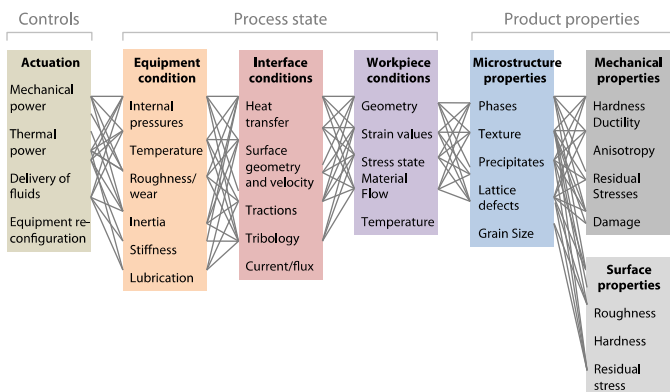 Controls
Process state
Product properties
Actuation
Mechanical
power
Thermal
power
Delivery of
fluids
Equipment re-
configuration
Equipment
condition
Internal
pressures
Temperature
Roughness/
wear
Inertia
Stiffness
Lubrication
Interface
conditions
Heat
transfer
Surface
geometry
and velocity
Tractions
Tribology
Current/flux
Workpiece
conditions
Geometry
Strain values
Stress state
Material
Flow
Temperature
Microstructure
properties
Phases
Texture
Precipitates
Lattice
defects
Grain Size
Mechanical
properties
Hardness
Ductility
Anisotropy
Residual
Stresses
Damage
Surface
properties
Roughness
Hardness
Residual
stress